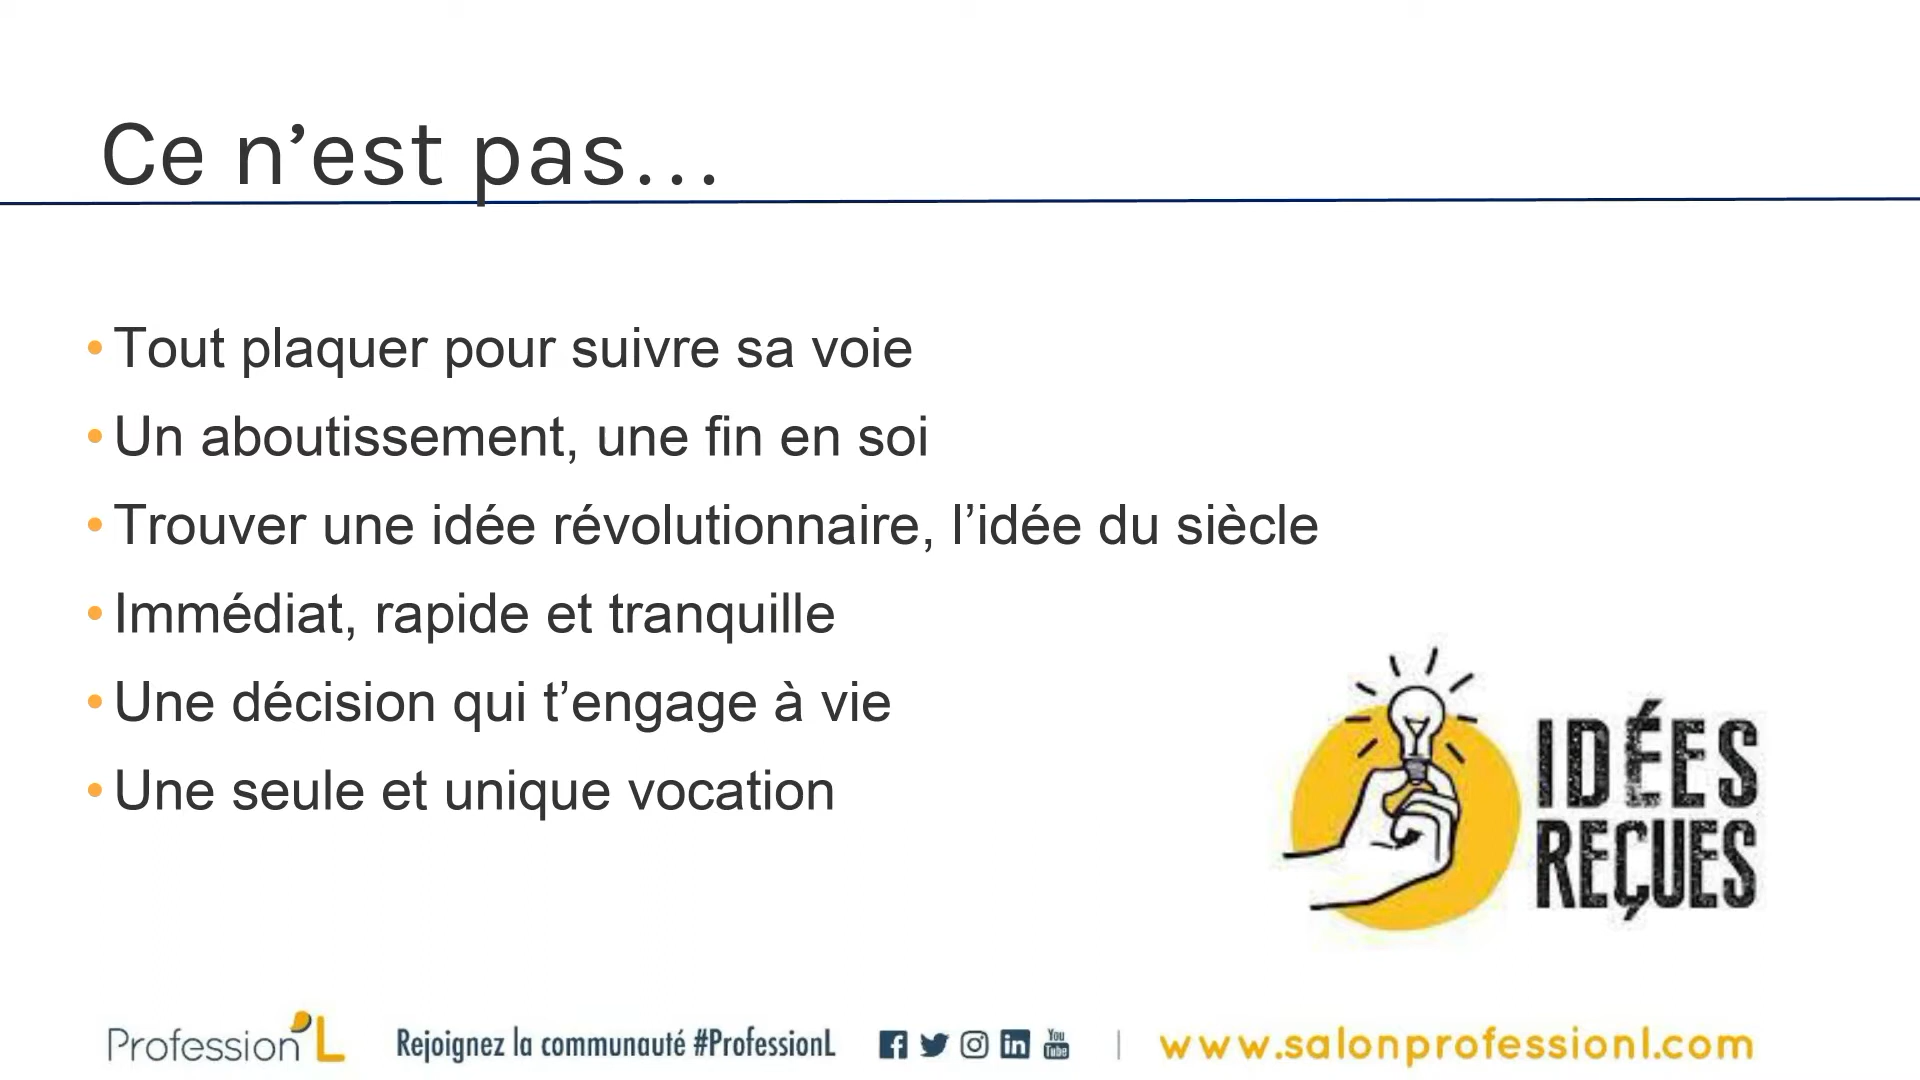 Ce n’est pas…
• Tout plaquer pour suivre sa voie
• Un aboutissement, une fin en soi
• Trouver une idée révolutionnaire, l’idée du siècle
• Immédiat, rapide et tranquille
• Une décision qui t’engage à vie
• Une seule et unique vocation
IDÉES
REÇUES
Profession'L
Rejoignez la communauté #ProfessionL
You
Tube
| www.salonprofessionl.com